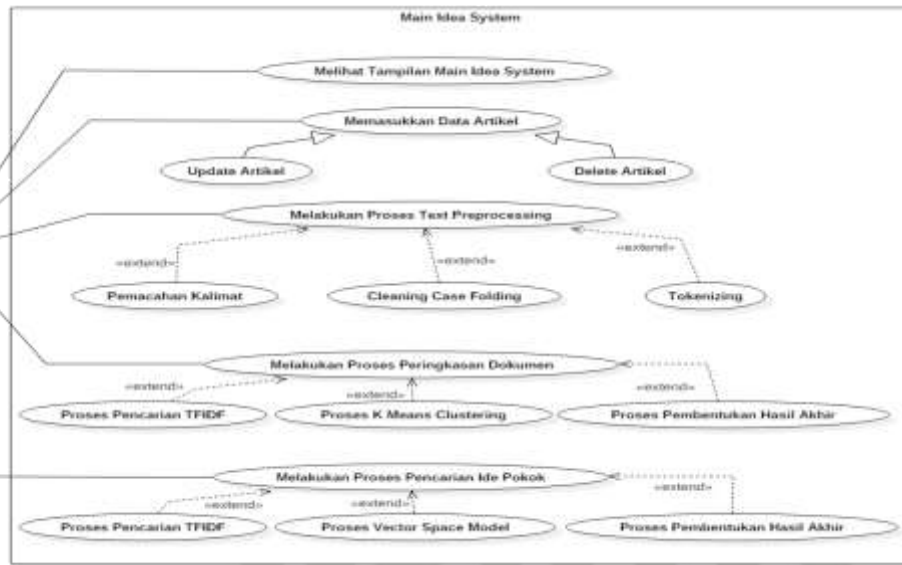 Main Idea System
Melihat Tampilan Main Idea System
Memasukkan Data Artikel
Update Artikel
Delete Artikel
Melakukan Proses Text Preprocessing
«extend»
«extend»
«extend»
Pemacahan Kalimat
Cleaning Case Folding
Tokenizing
Melakukan Proses Peringkasan Dokumen
«extend»
«extend»
«extend»
Proses Pencarian TFIDF
Proses K Means Clustering
Proses Pembentukan Hasil Akhir
Melakukan Proses Pencarian Ide Pokok
«extend»
«extend»
«extend»
Proses Pencarian TFIDF
Proses Vector Space Model
Proses Pembentukan Hasil Akhir